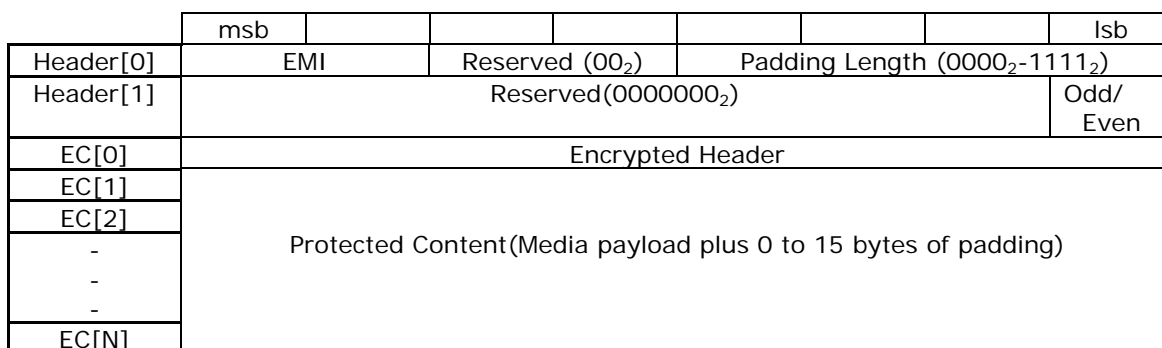 msb lsb
Header[0] EMI Reserved (00₂) Padding Length (0000₂-1111₂)
Header[1] Reserved(0000000₂) Odd/
Even
EC[0] Encrypted Header
EC[1]
EC[2]
- Protected Content(Media payload plus 0 to 15 bytes of padding)
-
-
EC[N]